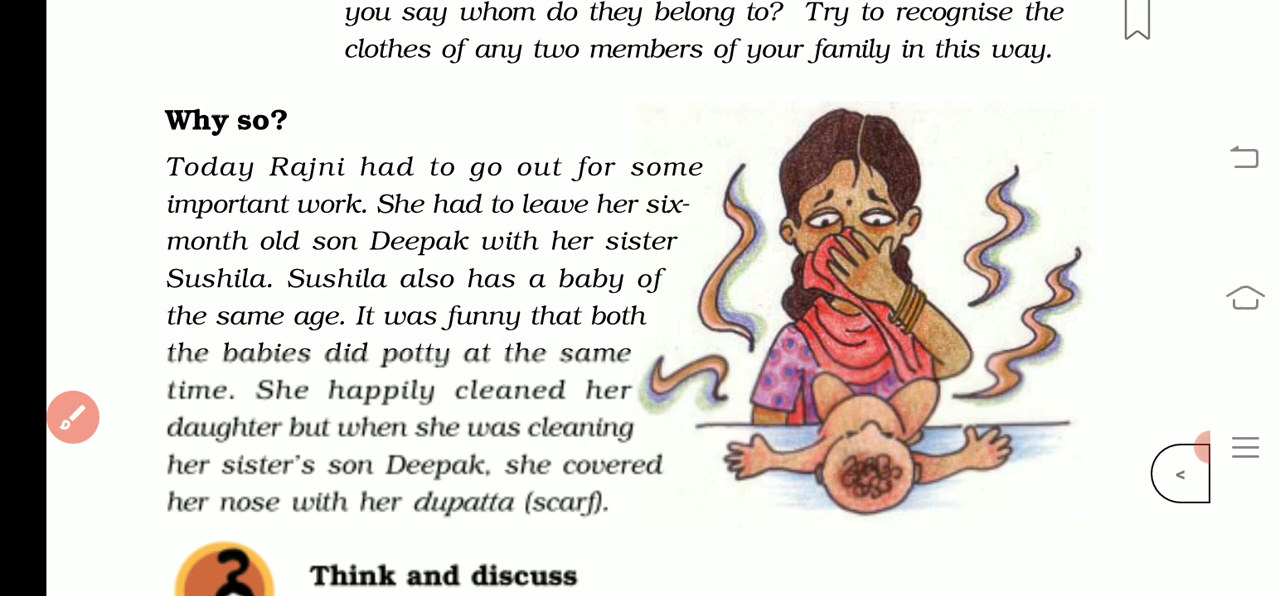 you say whom do they belong to? Try to recognise the
clothes of any two members of your family in this way.
Why so?
Today Rajni had to go out for some
important work. She had to leave her six-
month old son Deepak with her sister
Sushila. Sushila also has a baby of
the same age. It was funny that both
the babies did potty at the same
time. She happily cleaned her
daughter but when she was cleaning
her sister's son Deepak, she covered
her nose with her dupatta (scarf).
?
Think and discuss